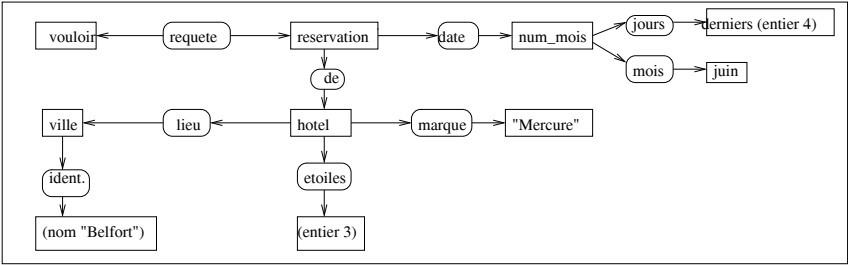 vouloir requete reservation date num_mois jours derniers (entier 4)
de mois juin
ville lieu hotel marque "Mercure"
ident. etoiles
(nom "Belfort") (entier 3)